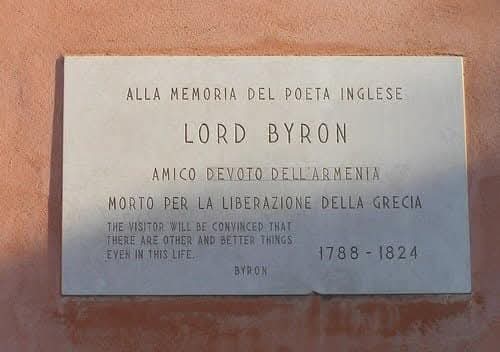 ALLA MEMORIA DEL POETA INGLESE
LORD BYRON
AMICO DEVOTO DELL'ARMENIA
MORTO PER LA LIBERAZIONE DELLA GRECIA
THE VISITOR WILL BE CONVINCED THAT
THERE ARE OTHER AND BETTER THINGS
EVEN IN THIS LIFE.
BYRON
1788 - 1824